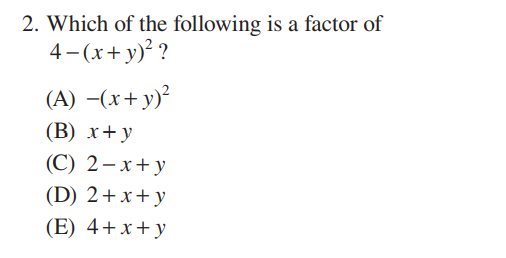 2. Which of the following is a factor of
4−(x+y)² ?
(A) −(x+y)²
(B) x+y
(C) 2−x+y
(D) 2+x+y
(E) 4+x+y